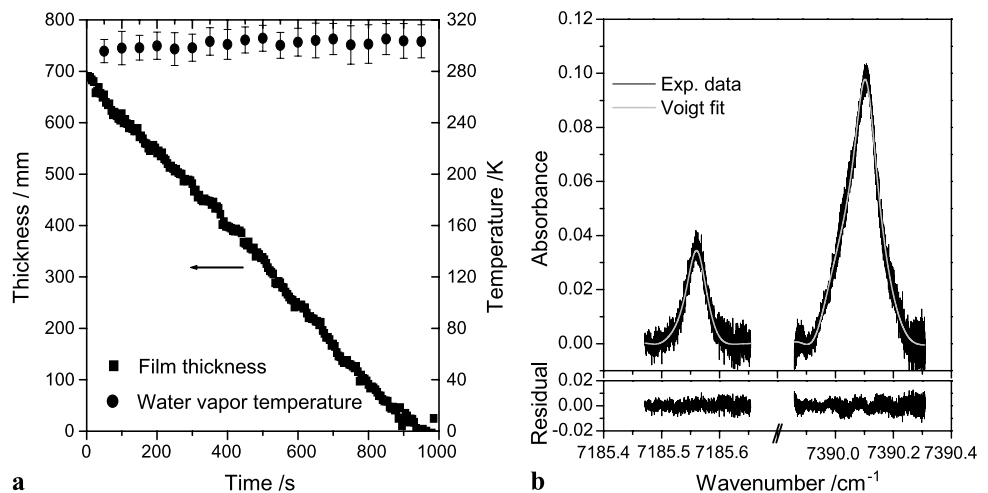 800
700
600
500
400
300
200
100
0
Thickness / mm
320
280
240
200
160
120
80
40
0
Temperature /K
Film thickness
Water vapor temperature
0 200 400 600 800 1000
Time /s
a
0.12
0.10
0.08
0.06
0.04
0.02
0.00
Absorbance
Exp. data
Voigt fit
0.02
0.00
-0.02
Residual
7185.4 7185.5 7185.6 7390.0 7390.2 7390.4
Wavenumber /cm⁻¹
b